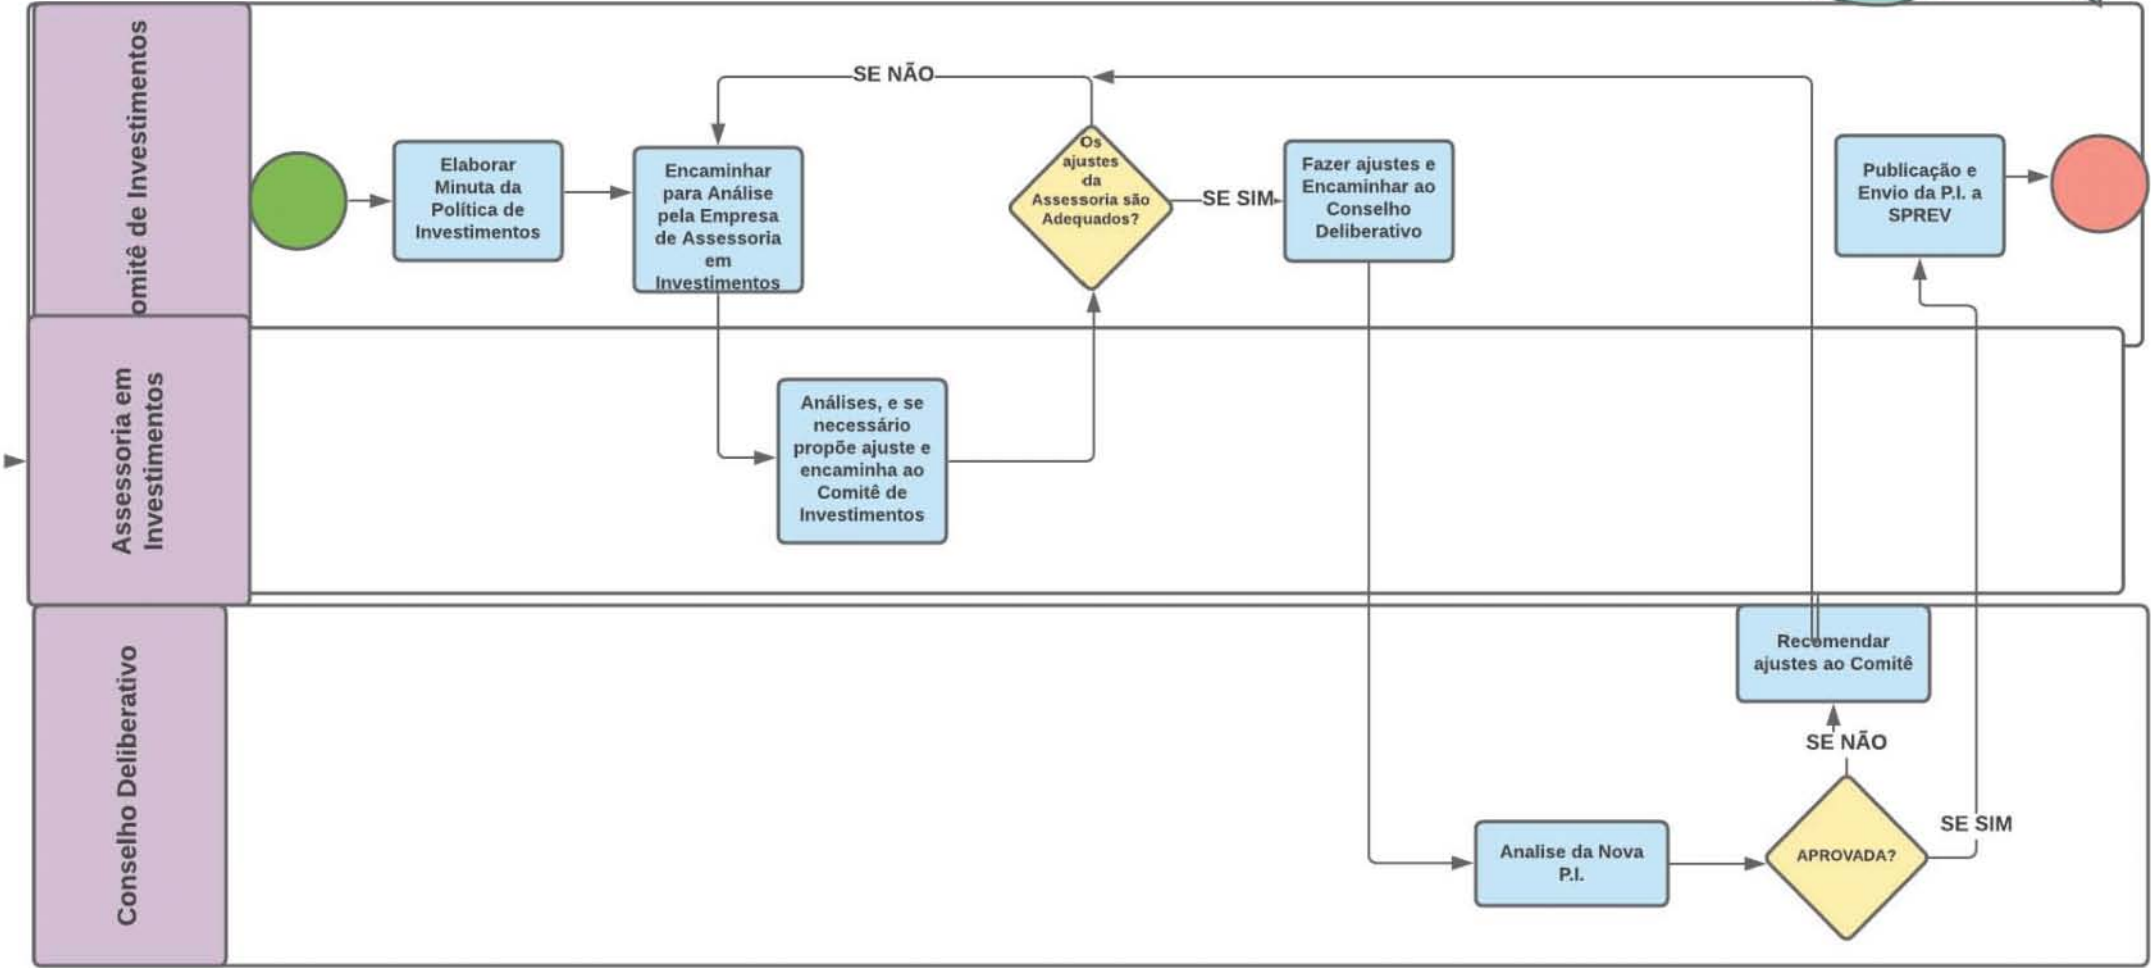 omitê de Investimentos
SE NÃO
Elaborar
Minuta da
Política de
Investimentos
Encaminhar
para Análise
pela Empresa
de Assessoria
em
Investimentos
Os
ajustes
da
Assessoria são
Adequados?
SE SIM
Fazer ajustes e
Encaminhar ao
Conselho
Deliberativo
Publicação e
Envio da P.I. a
SPREV
Assessoria em
Investimentos
Análises, e se
necessário
propõe ajuste e
encaminha ao
Comitê de
Investimentos
Conselho Deliberativo
Recomendar
ajustes ao Comitê
SE NÃO
SE SIM
Analise da Nova
P.I.
APROVADA?